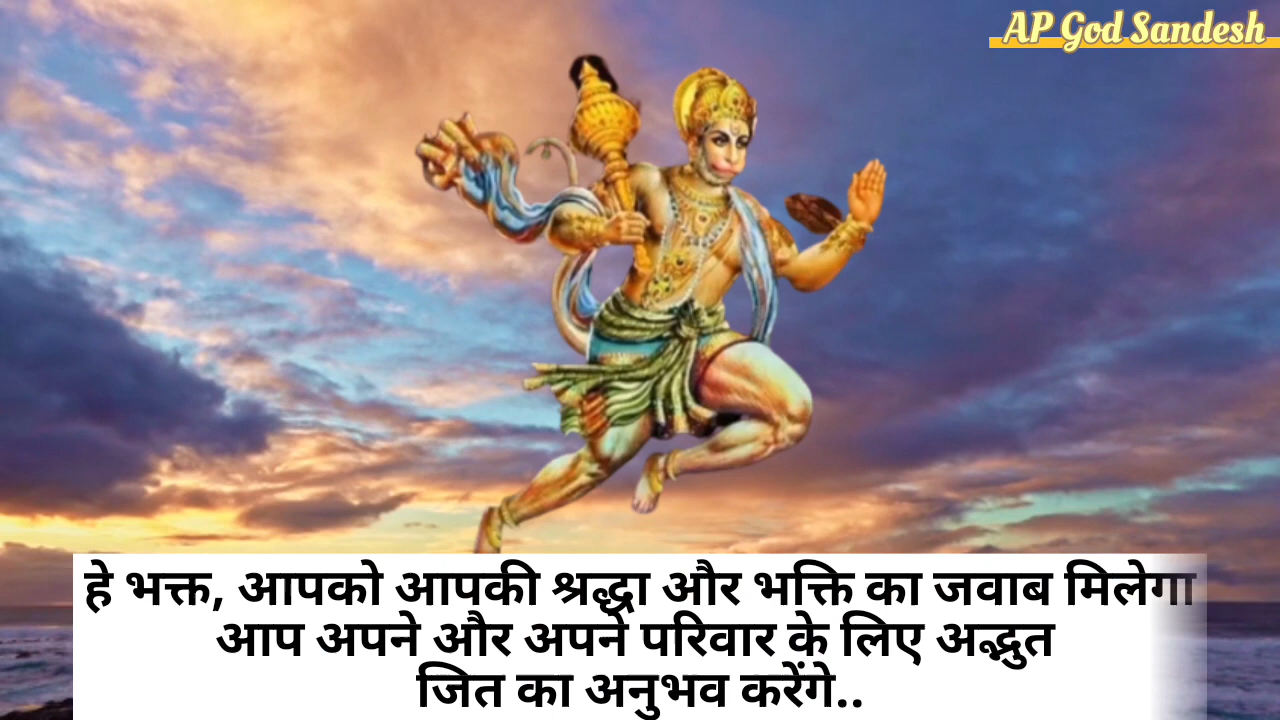 AP God Sandesh
हे भक्त, आपको आपकी श्रद्धा और भक्ति का जवाब मिलेगा
आप अपने और अपने परिवार के लिए अद्भुत
जित का अनुभव करेंगे..